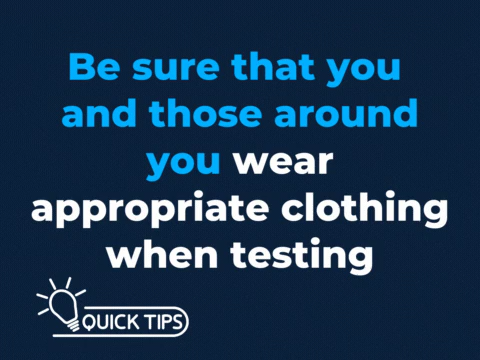 Be sure that you
and those around
you wear
appropriate clothing
when testing
QUICK TIPS